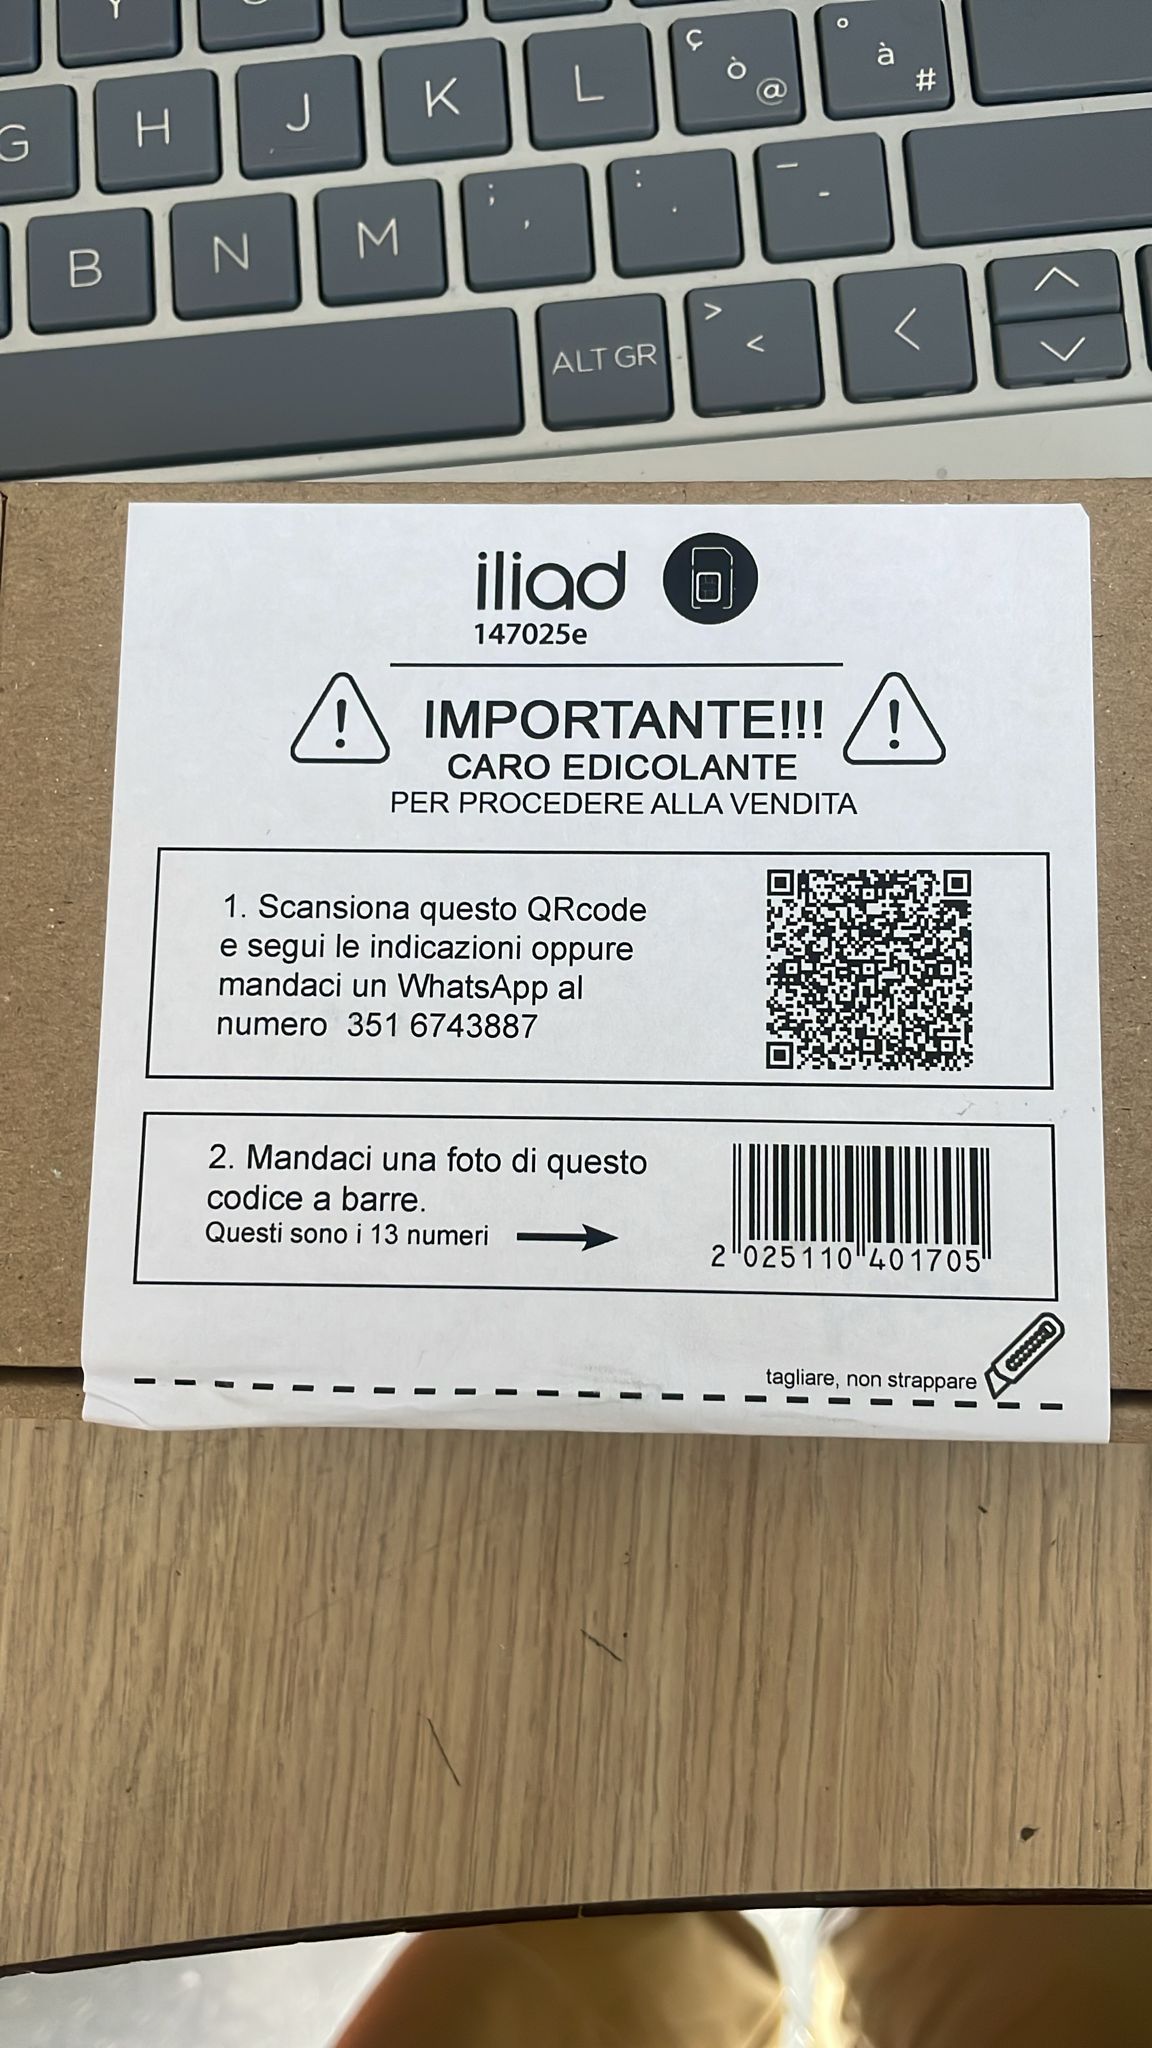 Y
G H J K L ç ò @ ° à #
B N M ; , : . _ -
ALT GR > < <
iliad
147025e
IMPORTANTE!!!
CARO EDICOLANTE
PER PROCEDERE ALLA VENDITA
1. Scansiona questo QRcode
e segui le indicazioni oppure
mandaci un WhatsApp al
numero 351 6743887
2. Mandaci una foto di questo
codice a barre.
Questi sono i 13 numeri
2 025110 401705
tagliare, non strappare